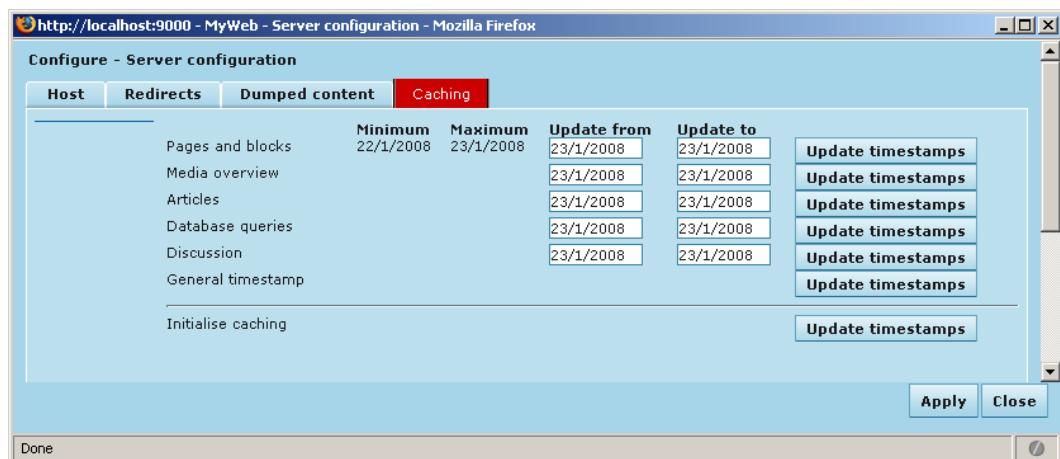 http://localhost:9000 - MyWeb - Server configuration - Mozilla Firefox
Configure - Server configuration
Host Redirects Dumped content Caching
Minimum Maximum Update from Update to
Pages and blocks 22/1/2008 23/1/2008 23/1/2008 23/1/2008 Update timestamps
Media overview 23/1/2008 23/1/2008 Update timestamps
Articles 23/1/2008 23/1/2008 Update timestamps
Database queries 23/1/2008 23/1/2008 Update timestamps
Discussion 23/1/2008 23/1/2008 Update timestamps
General timestamp Update timestamps
Initialise caching Update timestamps
Apply Close
Done